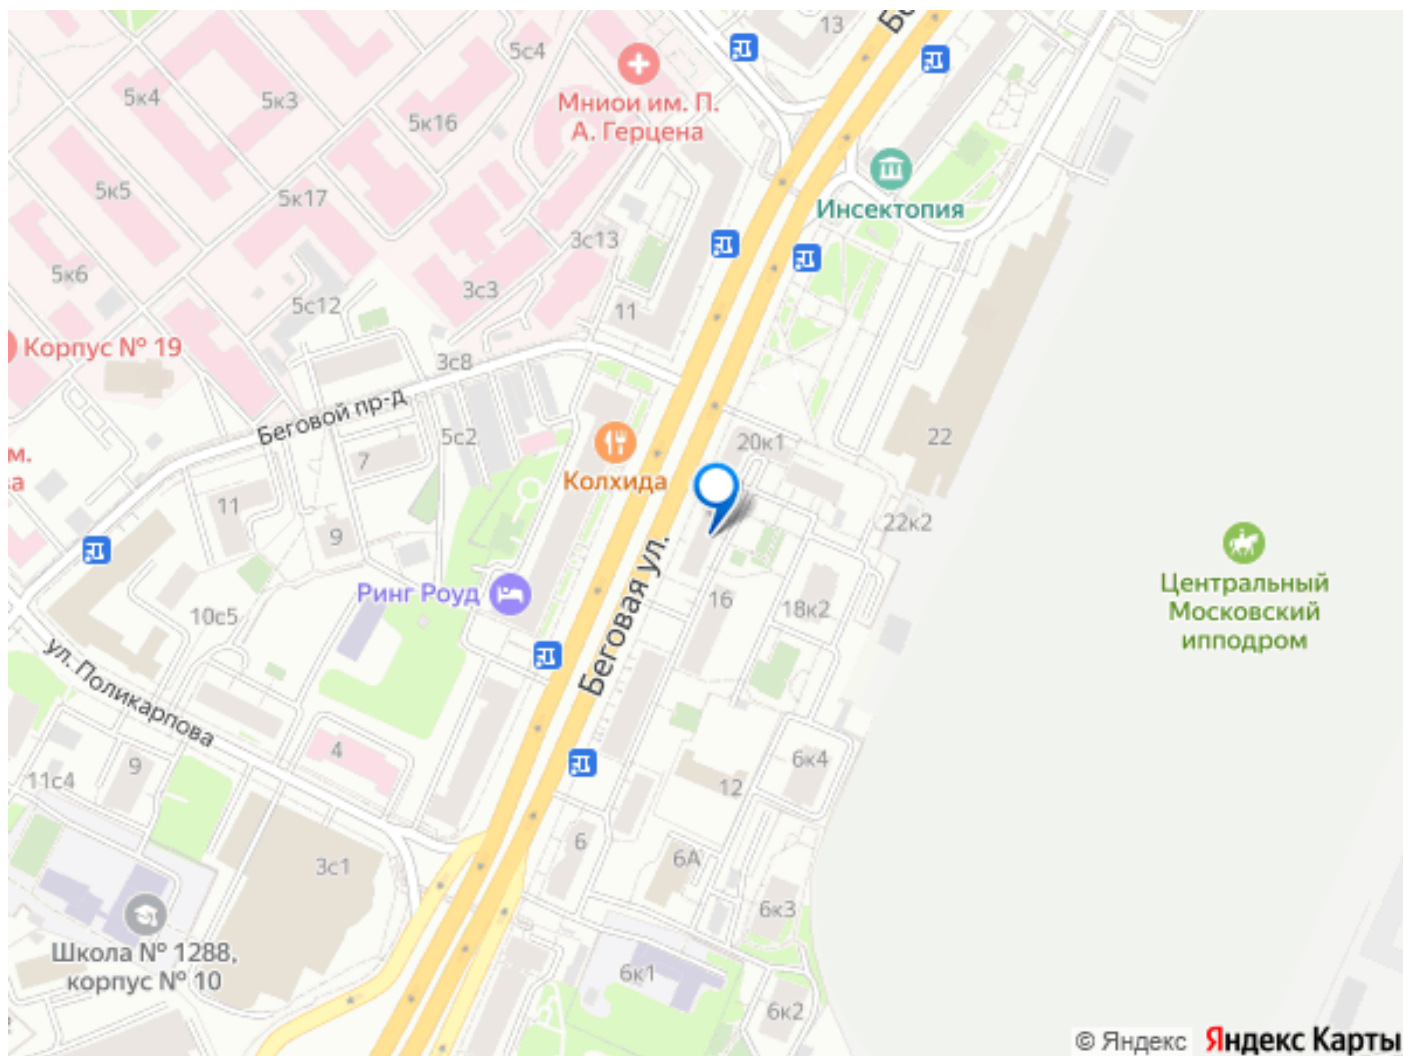 13
Бо
5с4
Мниои им. П.
А. Герцена
5к4
5к3
5к16
5к5
5к17
Инсектопия
3с13
5к6
3с3
5с12
11
Корпус № 19
3с8
Беговой пр-д
5с2
7
20к1
22
м.
а
Колхида
11
9
22к2
Беговая ул.
Центральный
Московский
ипподром
Ринг Роуд
16
18к2
10с5
ул. Поликарпова
4
9
11с4
6к4
12
6
6А
3с1
6к3
Школа № 1288,
корпус № 10
6к1
6к2
© Яндекс Яндекс Карты